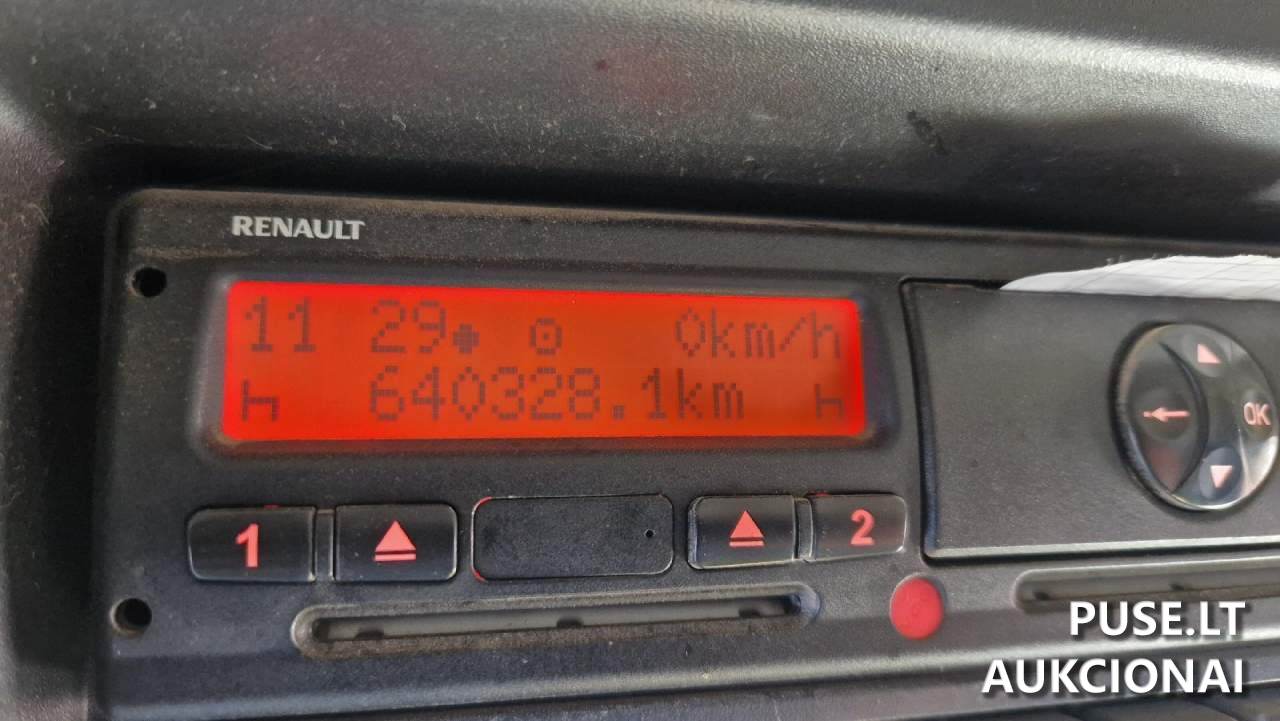 RENAULT
11 29 0km/h
640328.1km
1 2
OK
PUSE.LT
AUKCIONAI